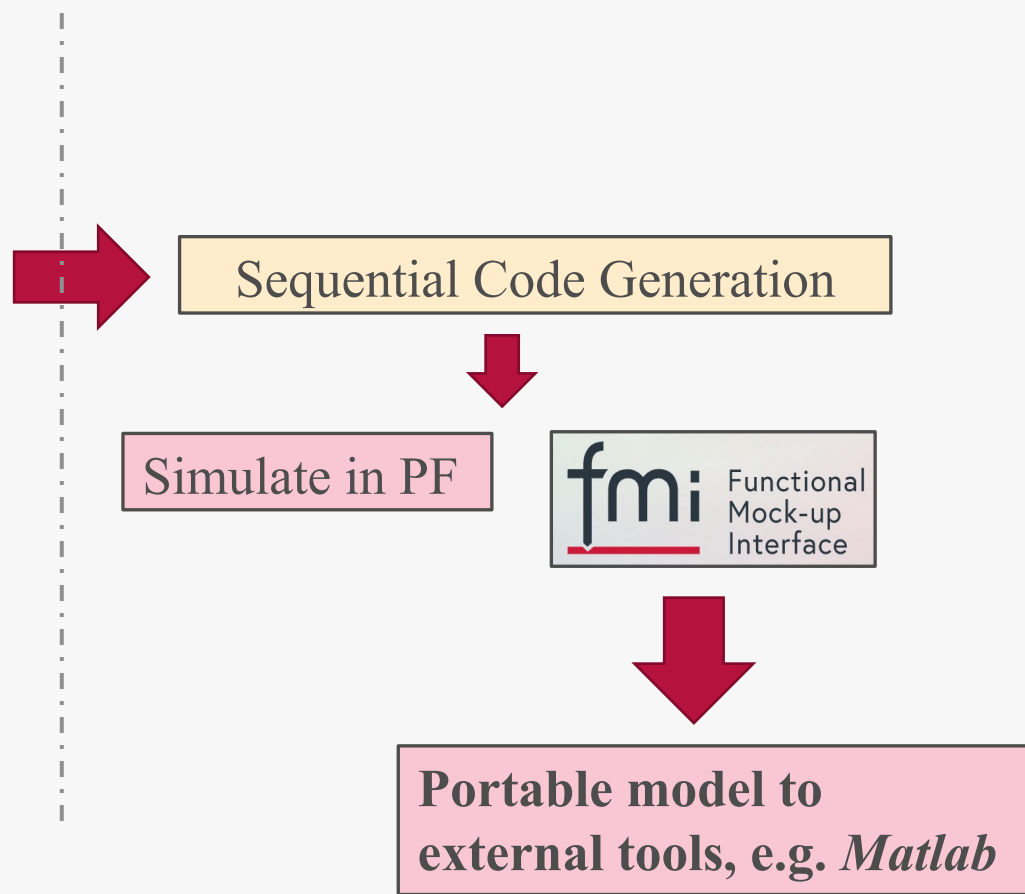 Sequential Code Generation
Simulate in PF
fmi
Functional
Mock-up
Interface
Portable model to
external tools, e.g. Matlab